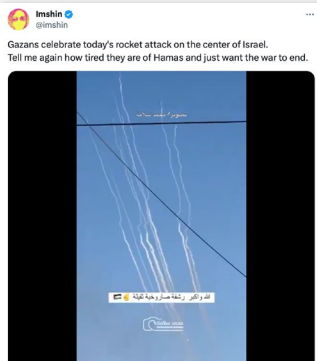 Imshin
@imshin
Gazans celebrate today's rocket attack on the center of Israel.
Tell me again how tired they are of Hamas and just want the war to end.
الله واكبر رشقة صاروخية ثقيلة